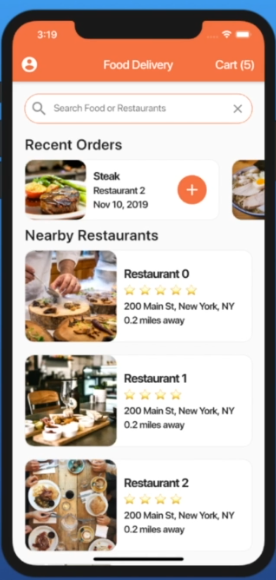 3:19
Food Delivery
Cart (5)
Search Food or Restaurants
Recent Orders
Steak
Restaurant 2
Nov 10, 2019
Nearby Restaurants
Restaurant 0
200 Main St, New York, NY
0.2 miles away
Restaurant 1
200 Main St, New York, NY
0.2 miles away
Restaurant 2
200 Main St, New York, NY
0.2 miles away